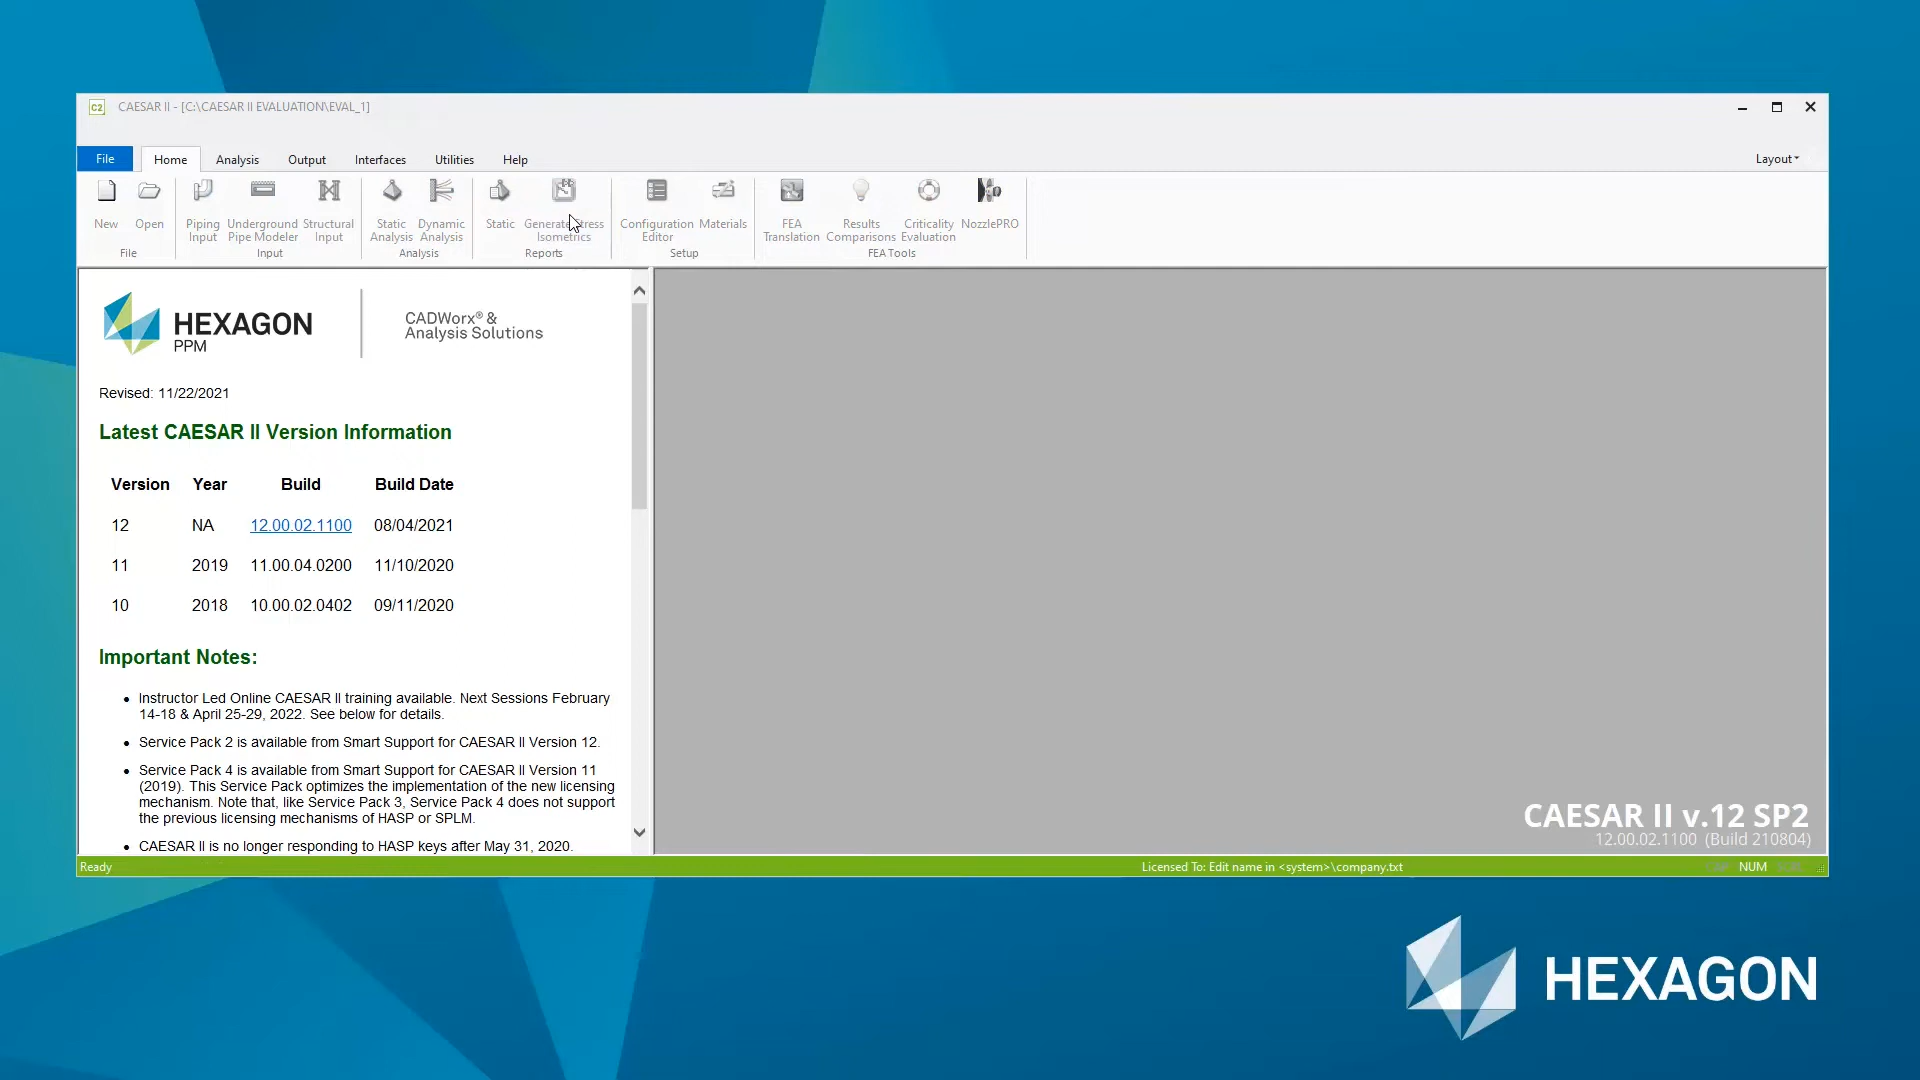 C2 CAESAR II - [C:\CAESAR II EVALUATION\EVAL_1]
File Home Analysis Output Interfaces Utilities Help Layout
New Open
File
Piping Input Underground Pipe Modeler Structural Input
Input
Static Analysis Dynamic Analysis
Analysis
Static Generate Stress Isometrics
Reports
Configuration Editor Materials
Setup
FEA Translation Results Comparisons Criticality Evaluation NozzlePRO
FEA Tools
HEXAGON
PPM
CADWorx® &
Analysis Solutions
Revised: 11/22/2021
Latest CAESAR II Version Information
Version Year Build Build Date
12 NA 12.00.02.1100 08/04/2021
11 2019 11.00.04.0200 11/10/2020
10 2018 10.00.02.0402 09/11/2020
Important Notes:
• Instructor Led Online CAESAR II training available. Next Sessions February
14-18 & April 25-29, 2022. See below for details.
• Service Pack 2 is available from Smart Support for CAESAR II Version 12.
• Service Pack 4 is available from Smart Support for CAESAR II Version 11
(2019). This Service Pack optimizes the implementation of the new licensing
mechanism. Note that, like Service Pack 3, Service Pack 4 does not support
the previous licensing mechanisms of HASP or SPLM.
• CAESAR II is no longer responding to HASP keys after May 31, 2020.
CAESAR II v.12 SP2
12.00.02.1100 (Build 210804)
Ready Licensed To: Edit name in <system>\company.txt NUM
HEXAGON